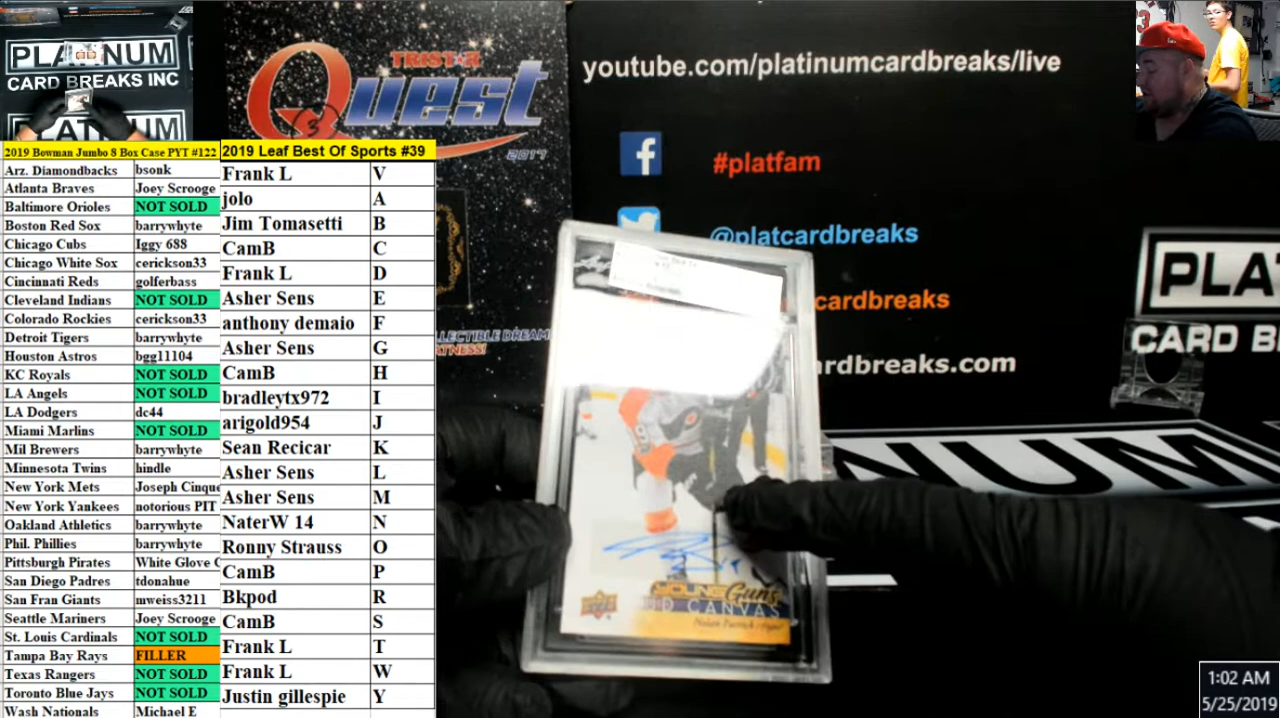 PLATINUM
CARD BREAKS INC
PLATINUM
TRISTAR
Quest
(3)
2017
youtube.com/platinumcardbreaks/live
#platfam
@platcardbreaks
cardbreaks
rdbreaks.com
LLECTIBLE DREAM
ATNESS!
PLA
CARD B
NUM
2019 Bowman Jumbo 8 Box Case PYT #122
Arz. Diamondbacks bsonk
Atlanta Braves Joey Scrooge
Baltimore Orioles NOT SOLD
Boston Red Sox barrywhyte
Chicago Cubs Iggy 688
Chicago White Sox cerickson33
Cincinnati Reds golferbass
Cleveland Indians NOT SOLD
Colorado Rockies cerickson33
Detroit Tigers barrywhyte
Houston Astros bgg11104
KC Royals NOT SOLD
LA Angels NOT SOLD
LA Dodgers dc44
Miami Marlins NOT SOLD
Mil Brewers barrywhyte
Minnesota Twins hindle
New York Mets Joseph Cinque
New York Yankees notorious PIT
Oakland Athletics barrywhyte
Phil. Phillies barrywhyte
Pittsburgh Pirates White Glove
San Diego Padres tdonahue
San Fran Giants mweiss3211
Seattle Mariners Joey Scrooge
St. Louis Cardinals NOT SOLD
Tampa Bay Rays FILLER
Texas Rangers NOT SOLD
Toronto Blue Jays NOT SOLD
Wash Nationals Michael E
2019 Leaf Best Of Sports #39
Frank L V
jolo A
Jim Tomasetti B
CamB C
Frank L D
Asher Sens E
anthony demaio F
Asher Sens G
CamB H
bradleytx972 I
arigold954 J
Sean Recicar K
Asher Sens L
Asher Sens M
NaterW 14 N
Ronny Strauss O
CamB P
Bkpod R
CamB S
Frank L T
Frank L W
Justin gillespie Y
YOUNG Guns
CANVAS
Nolan Patrick
1:02 AM
5/25/2019